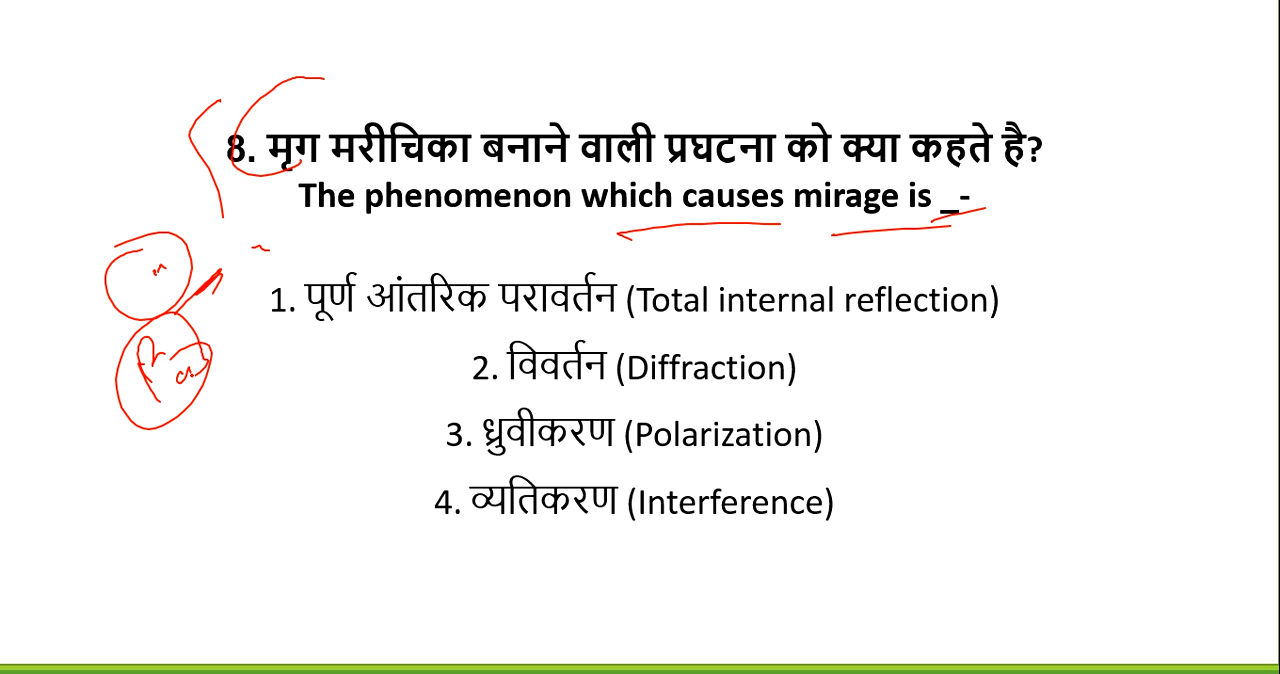 8. मृग मरीचिका बनाने वाली प्रघटना को क्या कहते है?
The phenomenon which causes mirage is _-
1. पूर्ण आंतरिक परावर्तन (Total internal reflection)
2. विवर्तन (Diffraction)
3. ध्रुवीकरण (Polarization)
4. व्यतिकरण (Interference)